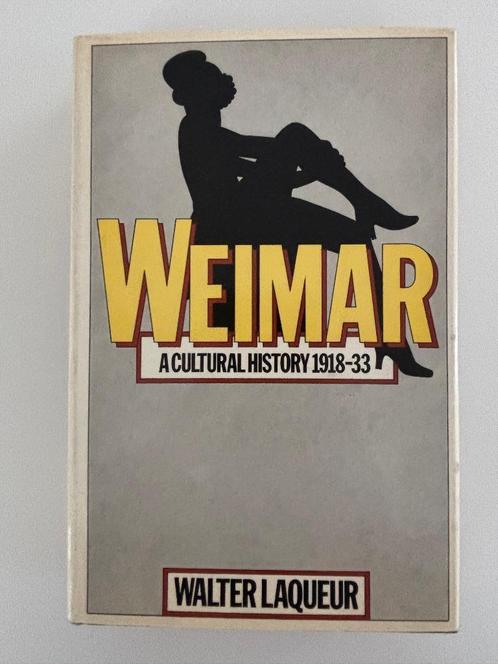 WEIMAR
A CULTURAL HISTORY 1918-33
WALTER LAQUEUR